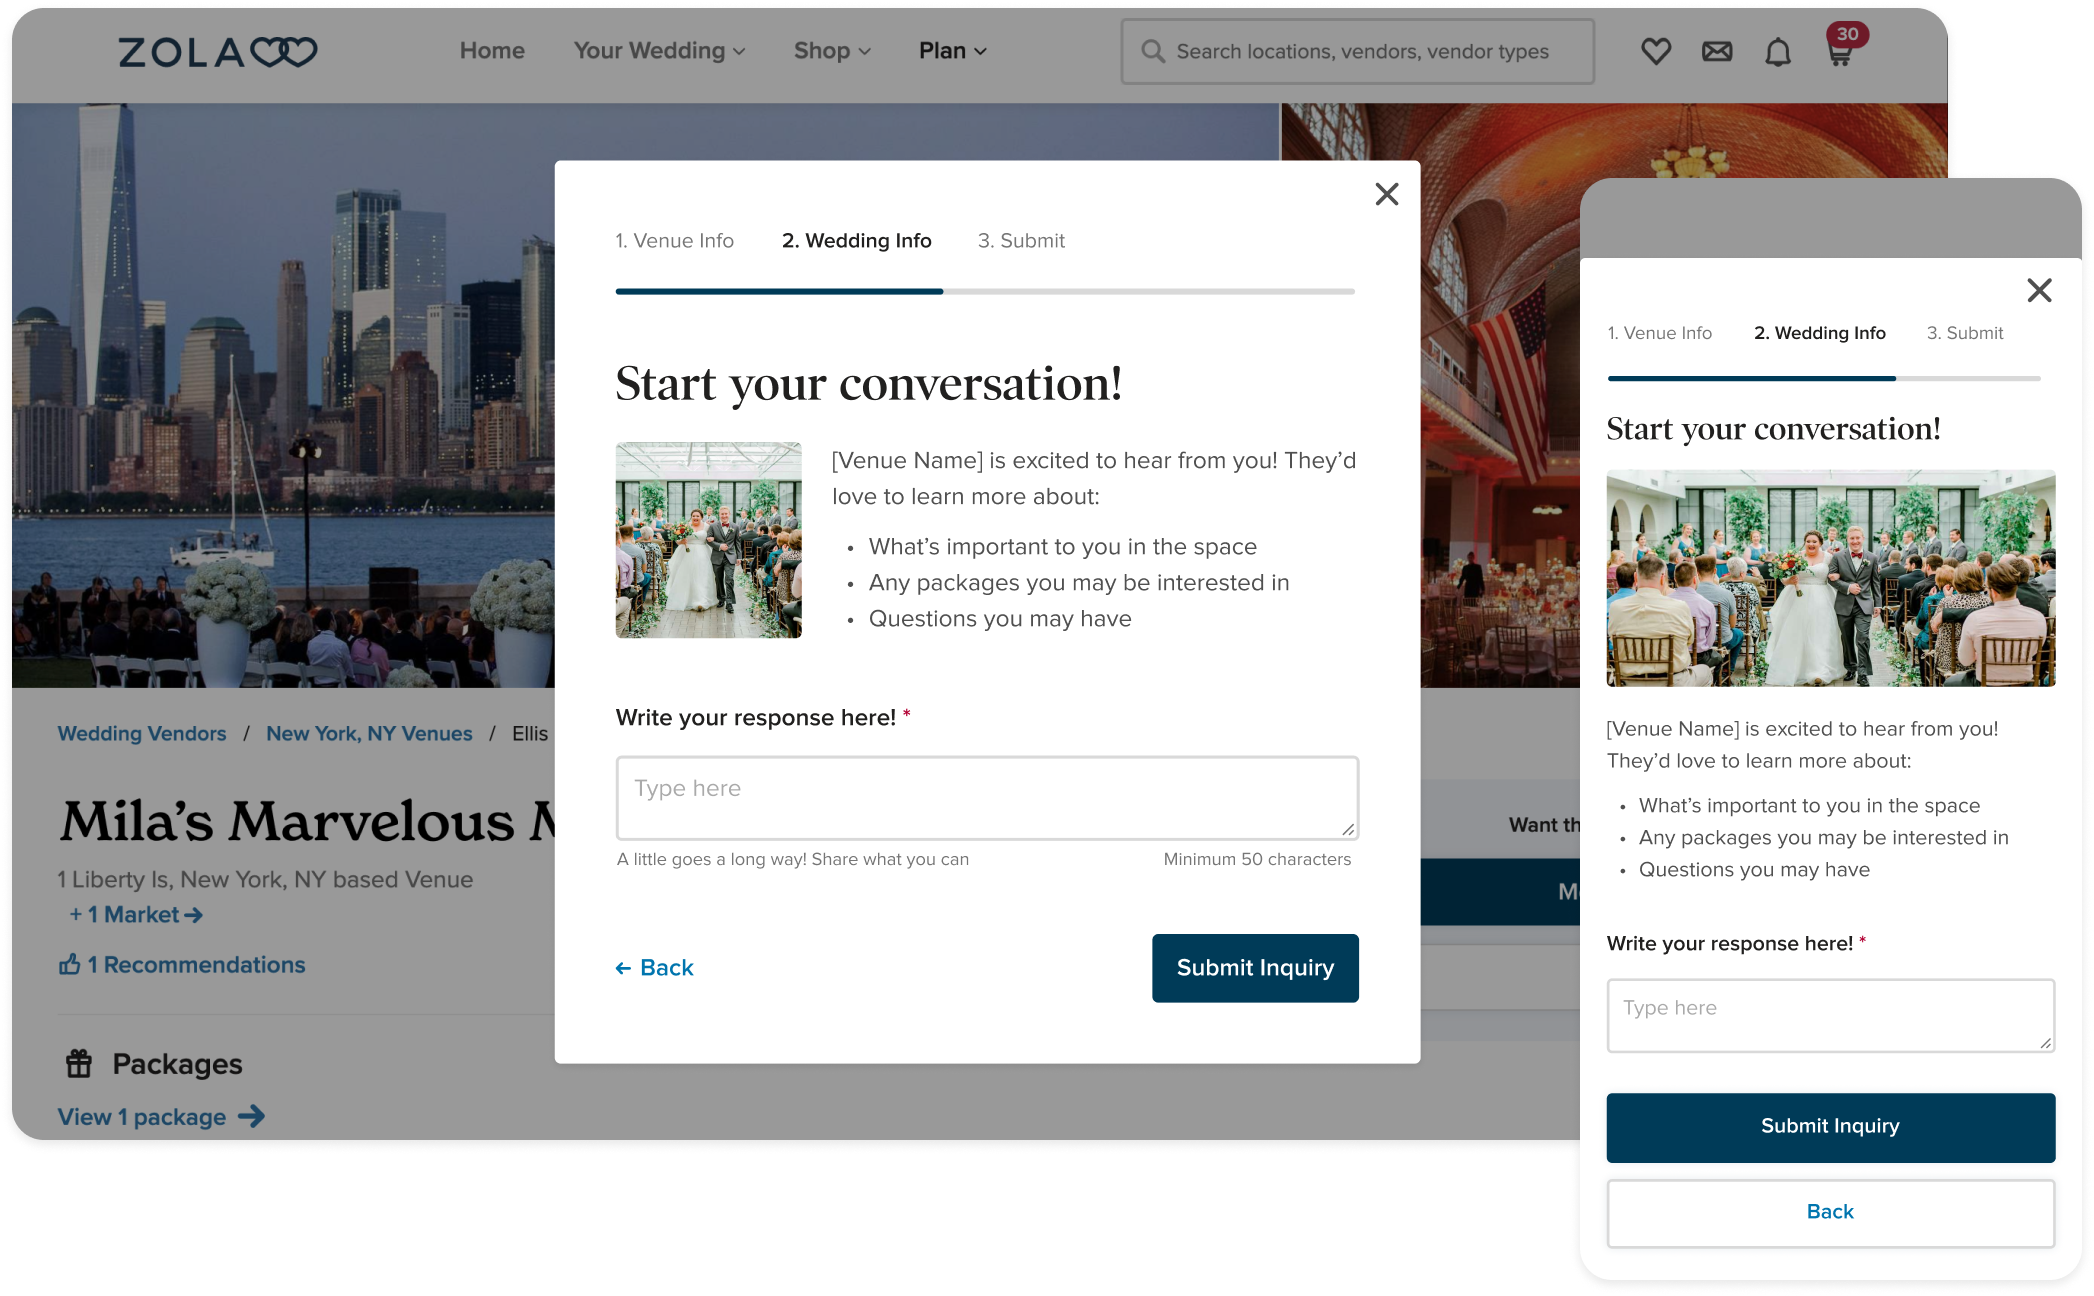 ZOLA
Home
Your Wedding
Shop
Plan
Search locations, vendors, vendor types
30
1. Venue Info
2. Wedding Info
3. Submit
Start your conversation!
[Venue Name] is excited to hear from you! They’d
love to learn more about:
• What’s important to you in the space
• Any packages you may be interested in
• Questions you may have
Write your response here! *
Type here
A little goes a long way! Share what you can
Minimum 50 characters
← Back
Submit Inquiry
Wedding Vendors / New York, NY Venues / Ellis
Mila’s Marvelous
1 Liberty Is, New York, NY based Venue
+ 1 Market →
1 Recommendations
Packages
View 1 package →
Want
1. Venue Info
2. Wedding Info
3. Submit
Start your conversation!
[Venue Name] is excited to hear from you!
They’d love to learn more about:
• What’s important to you in the space
• Any packages you may be interested in
• Questions you may have
Write your response here! *
Type here
Submit Inquiry
Back